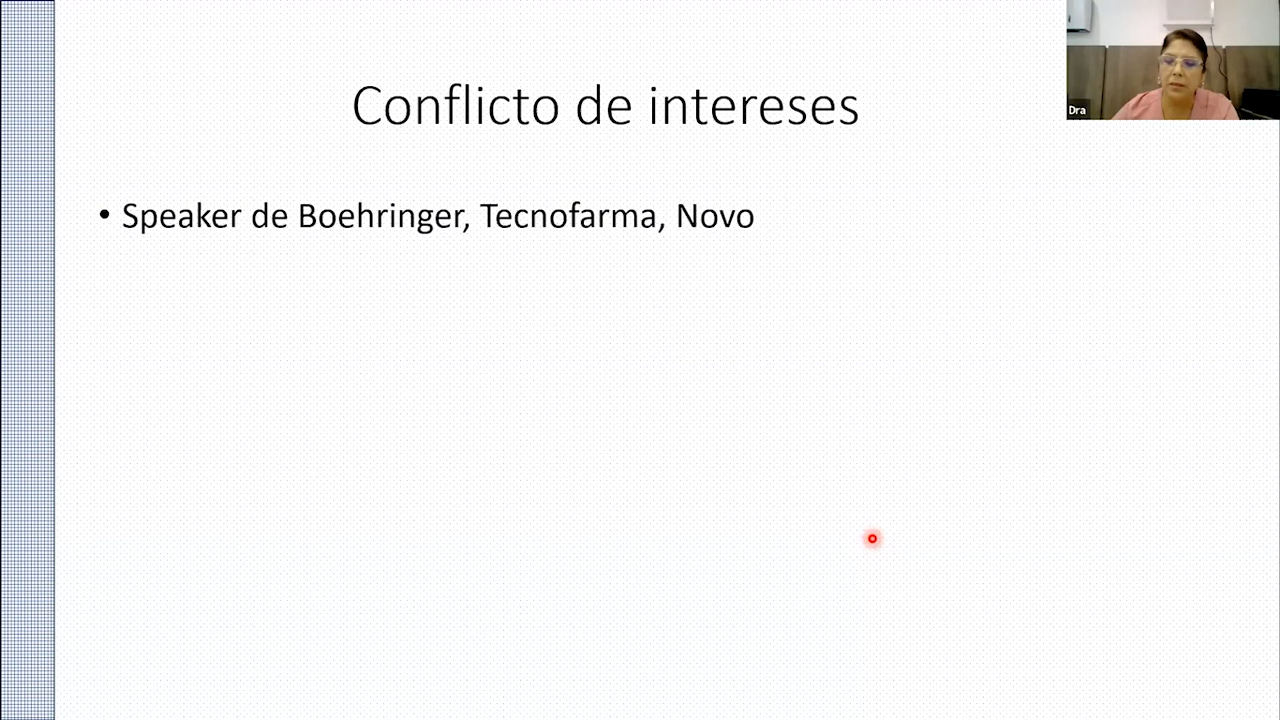 Conflicto de intereses
• Speaker de Boehringer, Tecnofarma, Novo
Dra